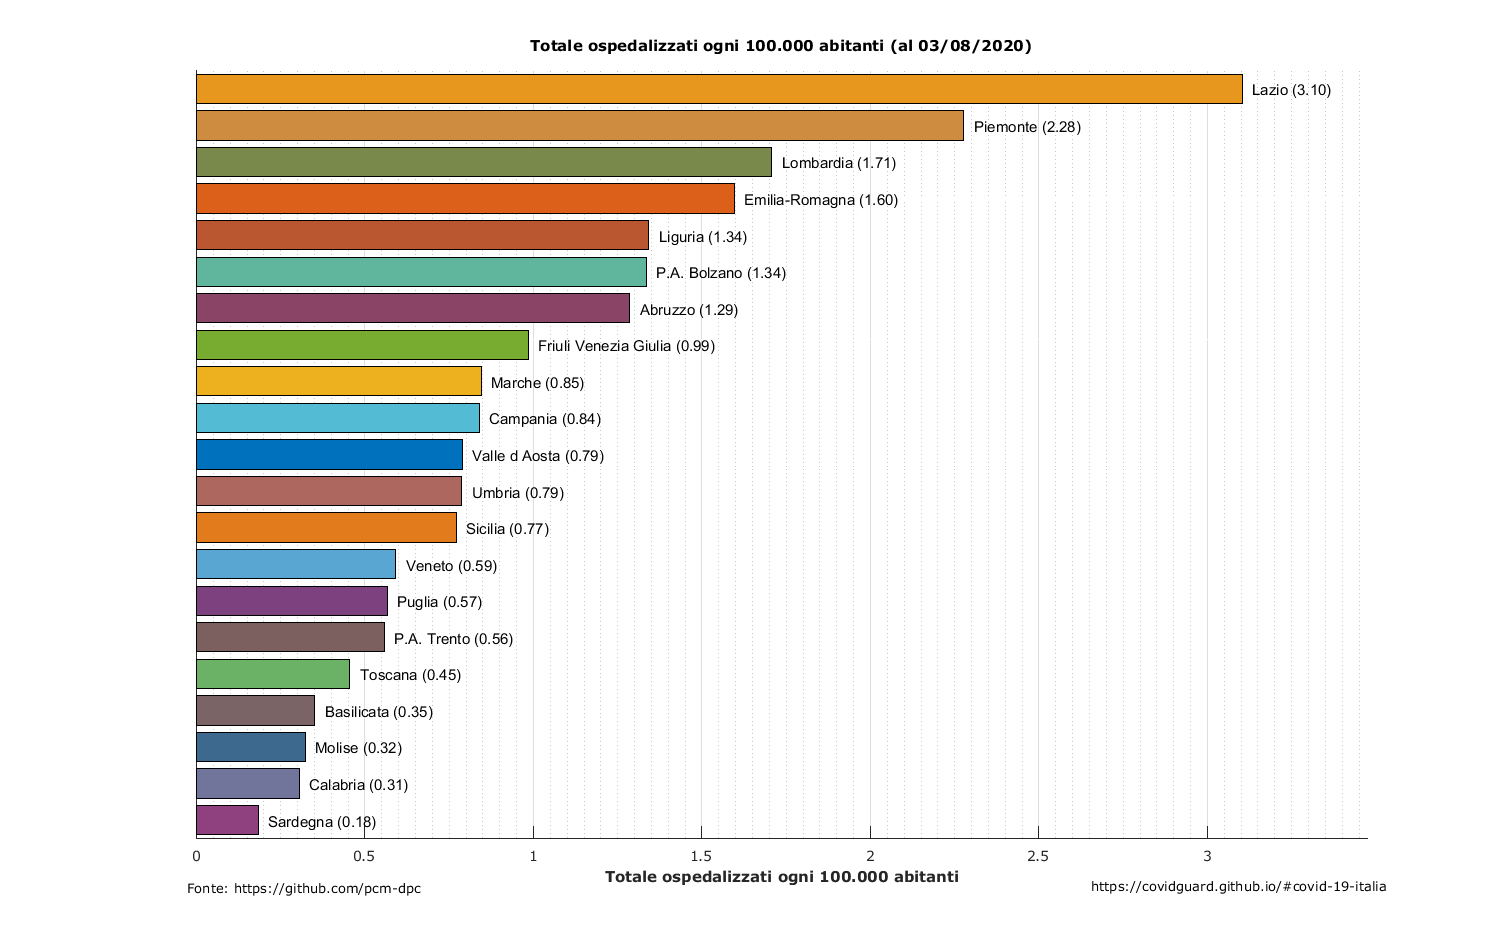 Totale ospedalizzati ogni 100.000 abitanti (al 03/08/2020)
Lazio (3.10)
Piemonte (2.28)
Lombardia (1.71)
Emilia-Romagna (1.60)
Liguria (1.34)
P.A. Bolzano (1.34)
Abruzzo (1.29)
Friuli Venezia Giulia (0.99)
Marche (0.85)
Campania (0.84)
Valle d Aosta (0.79)
Umbria (0.79)
Sicilia (0.77)
Veneto (0.59)
Puglia (0.57)
P.A. Trento (0.56)
Toscana (0.45)
Basilicata (0.35)
Molise (0.32)
Calabria (0.31)
Sardegna (0.18)
0 0.5 1 1.5 2 2.5 3
Totale ospedalizzati ogni 100.000 abitanti
Fonte: https://github.com/pcm-dpc
https://covidguard.github.io/#covid-19-italia